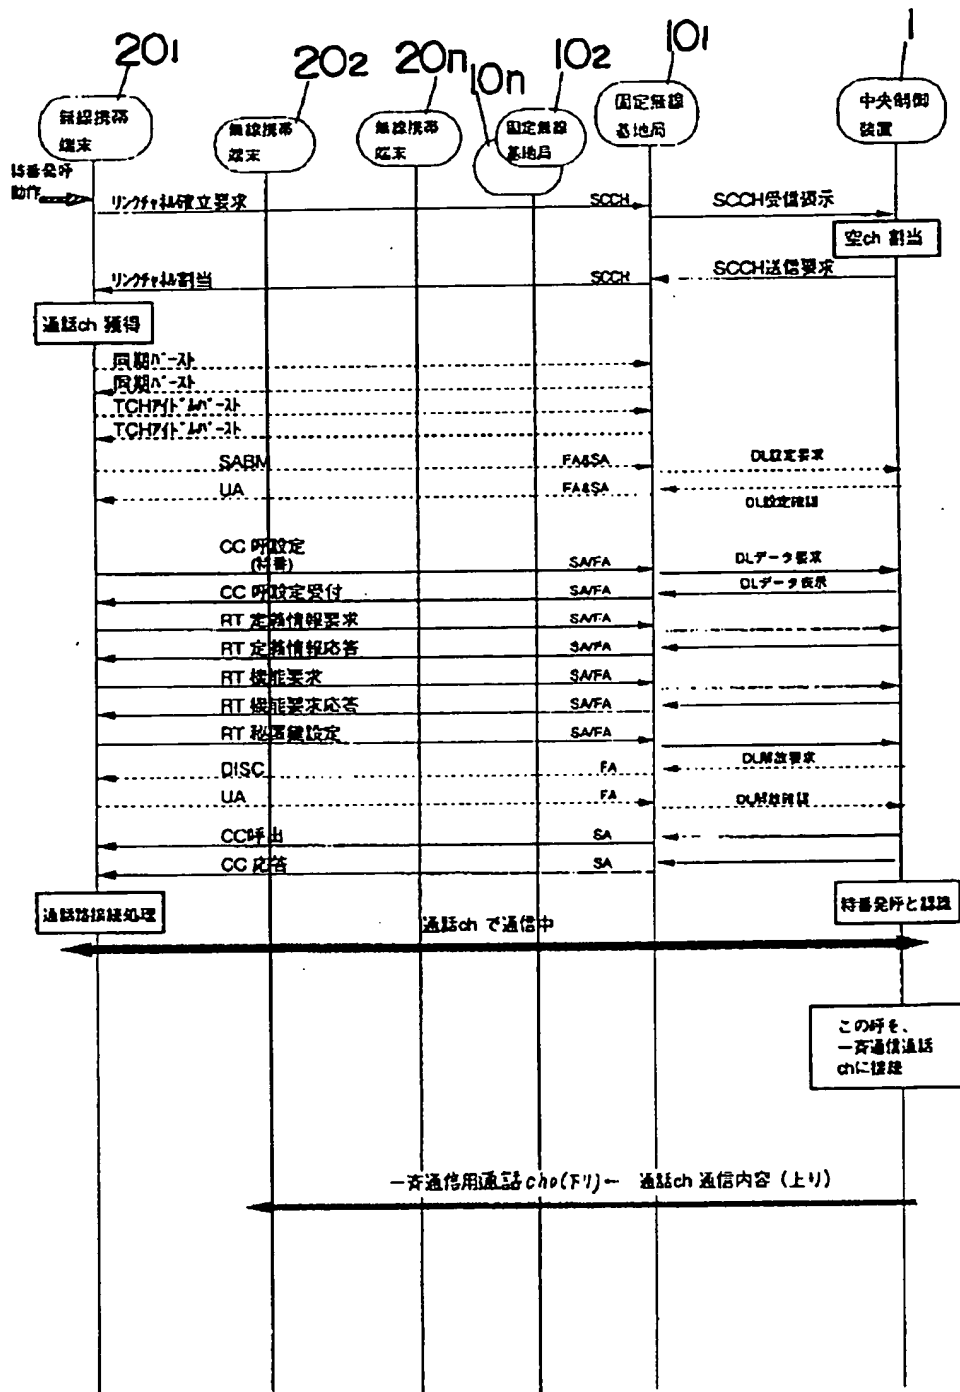 20₁
20₂
20n
10n
10₂
10₁
1
無線携帯
端末
無線携帯
端末
無線携帯
端末
固定無線
基地局
固定無線
基地局
中央制御
装置
特番発呼
動作
リンクチャネル確立要求
SCCH
SCCH受信表示
空ch 割当
リンクチャネル割当
SCCH
SCCH送信要求
通話ch 獲得
同期バースト
同期バースト
TCHアイドルバースト
TCHアイドルバースト
SABM
FA&SA
DL設定要求
UA
FA&SA
DL設定確認
CC 呼設定
(特番)
SA/FA
DLデータ要求
CC 呼設定受付
SA/FA
DLデータ表示
RT 定義情報要求
SA/FA
RT 定義情報応答
SA/FA
RT 機能要求
SA/FA
RT 機能要求応答
SA/FA
RT 秘匿鍵設定
SA/FA
DISC
FA
DL解放要求
UA
FA
DL解放確認
CC呼出
SA
CC 応答
SA
通話路接続処理
特番発呼と認識
通話ch で通信中
この呼を、
一斉通信通話
chに接続
一斉通信用通話cho(下り)← 通話ch 通信内容（上り）